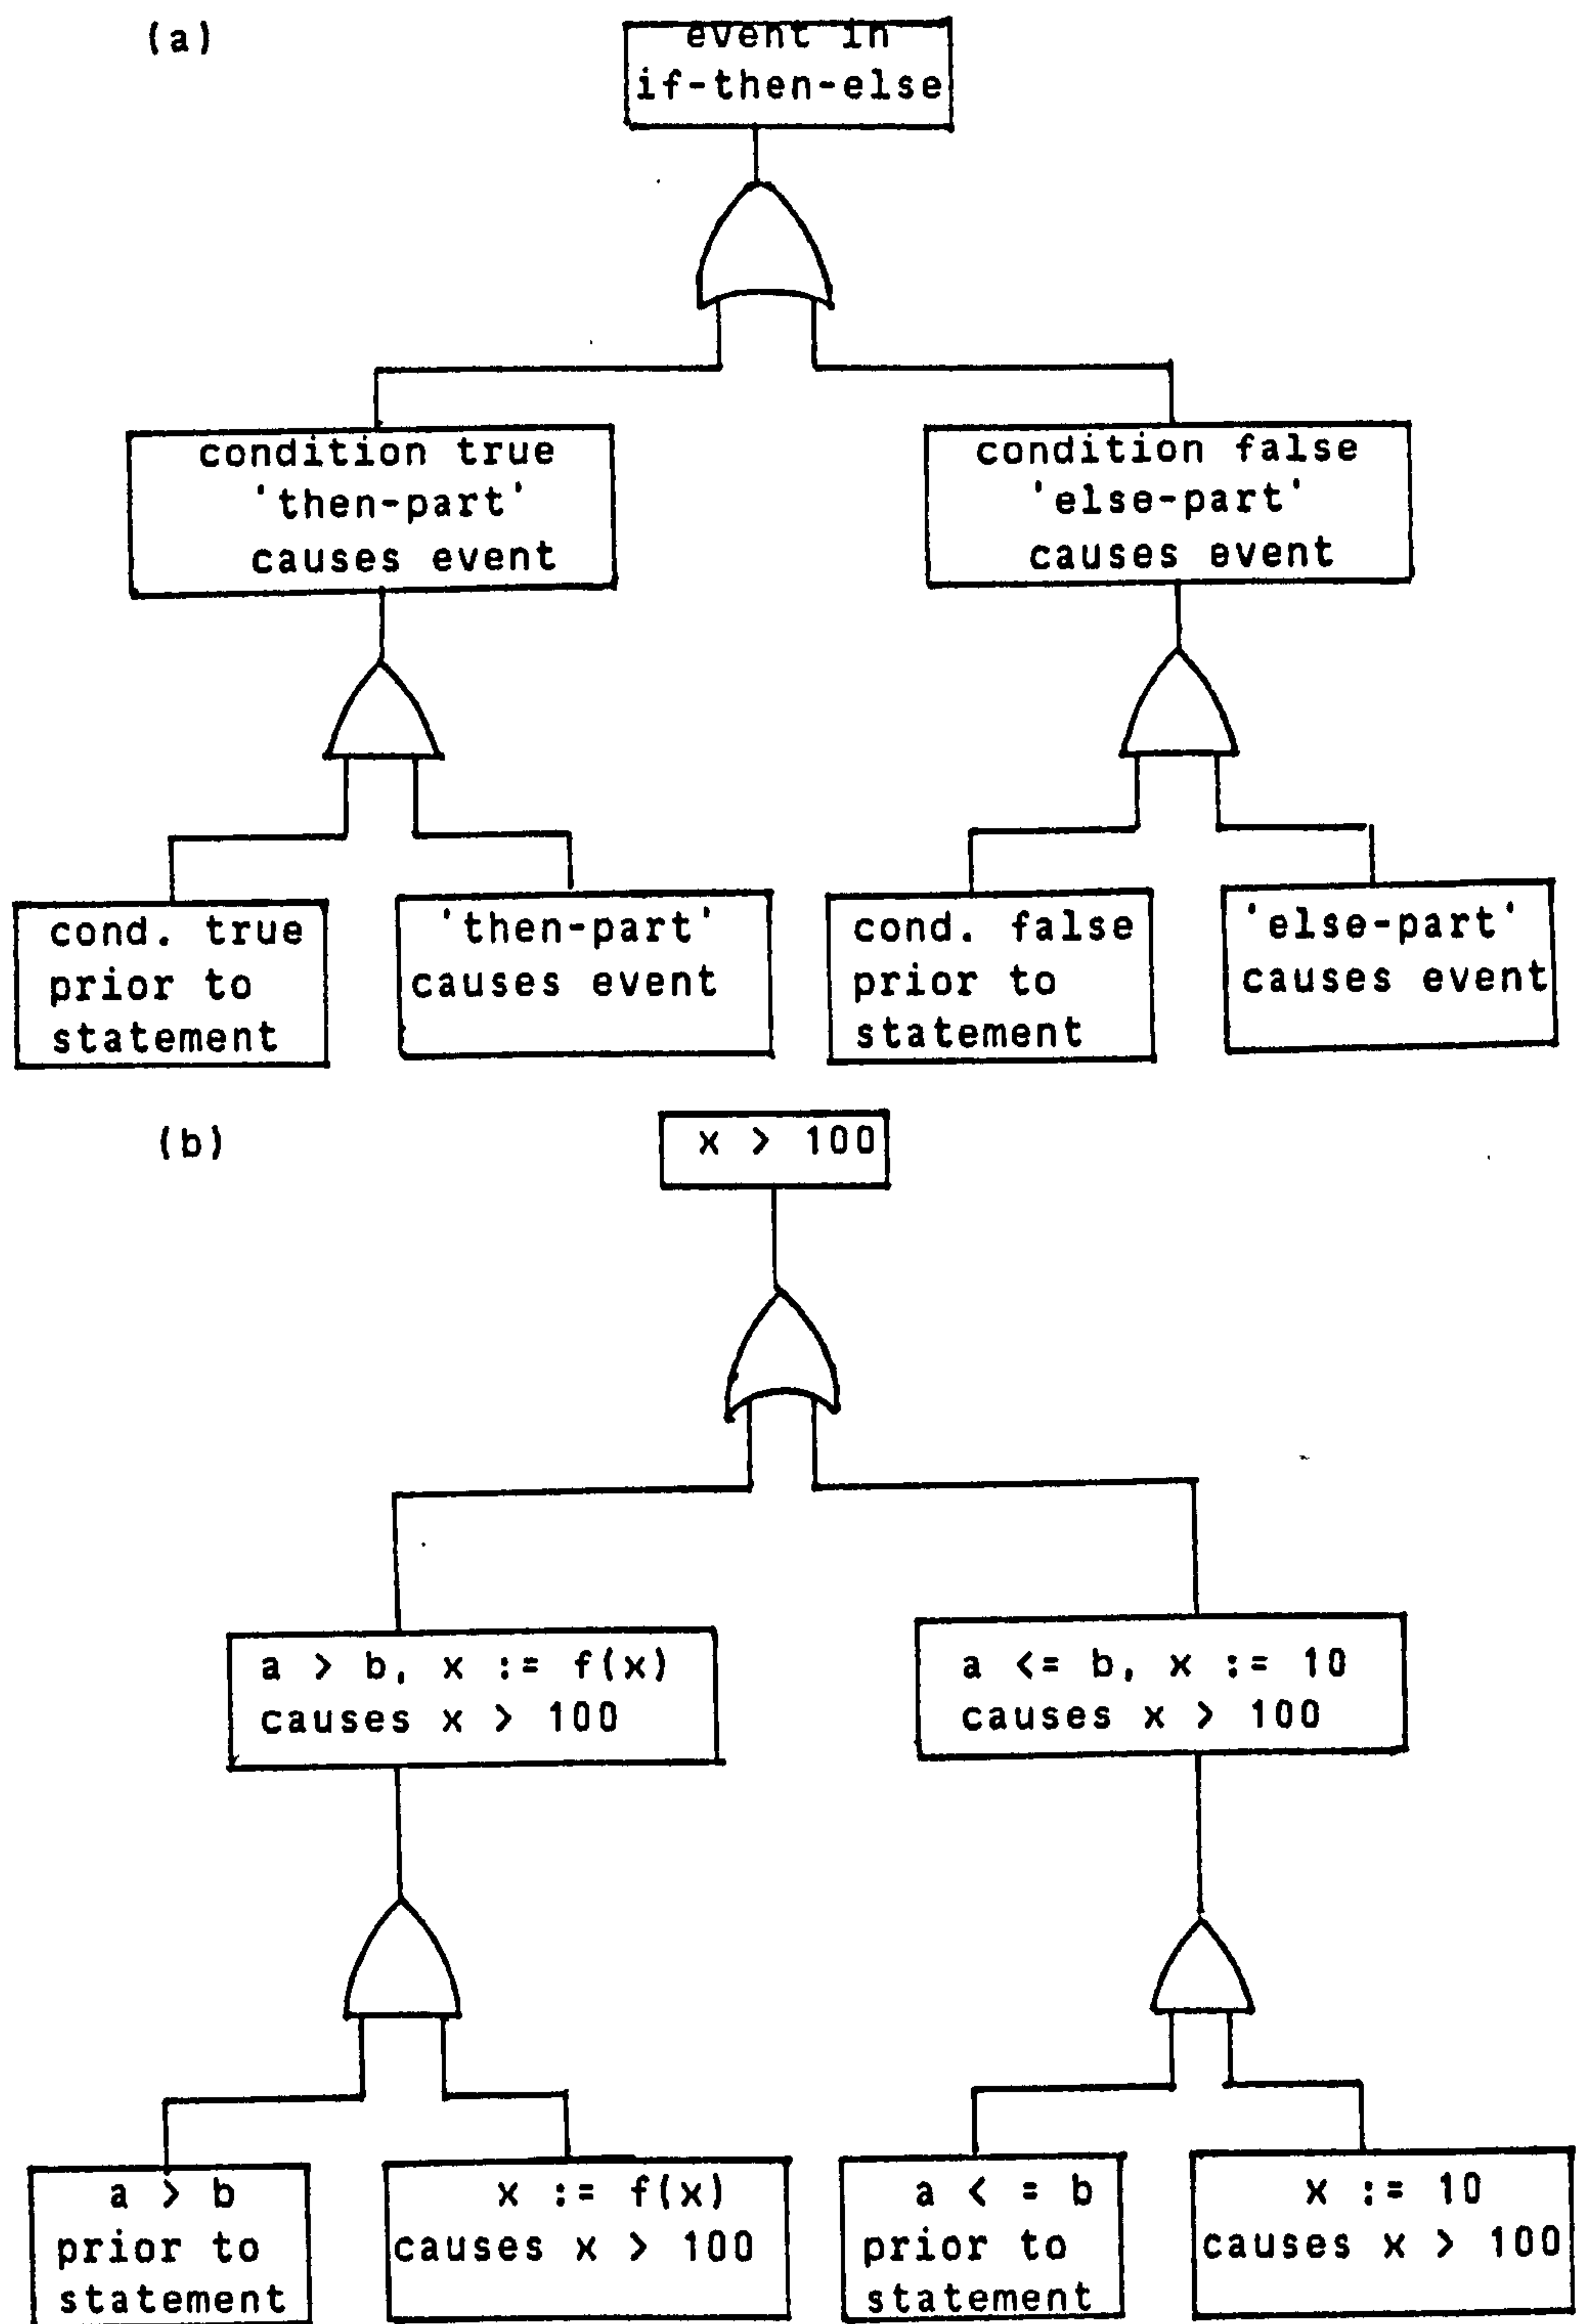 (a)
event in
if-then-else
condition true
'then-part'
causes event
condition false
'else-part'
causes event
cond. true
prior to
statement
'then-part'
causes event
cond. false
prior to
statement
'else-part'
causes event
(b)
x > 100
a > b, x := f(x)
causes x > 100
a <= b, x := 10
causes x > 100
a > b
prior to
statement
x := f(x)
causes x > 100
a < = b
prior to
statement
x := 10
causes x > 100